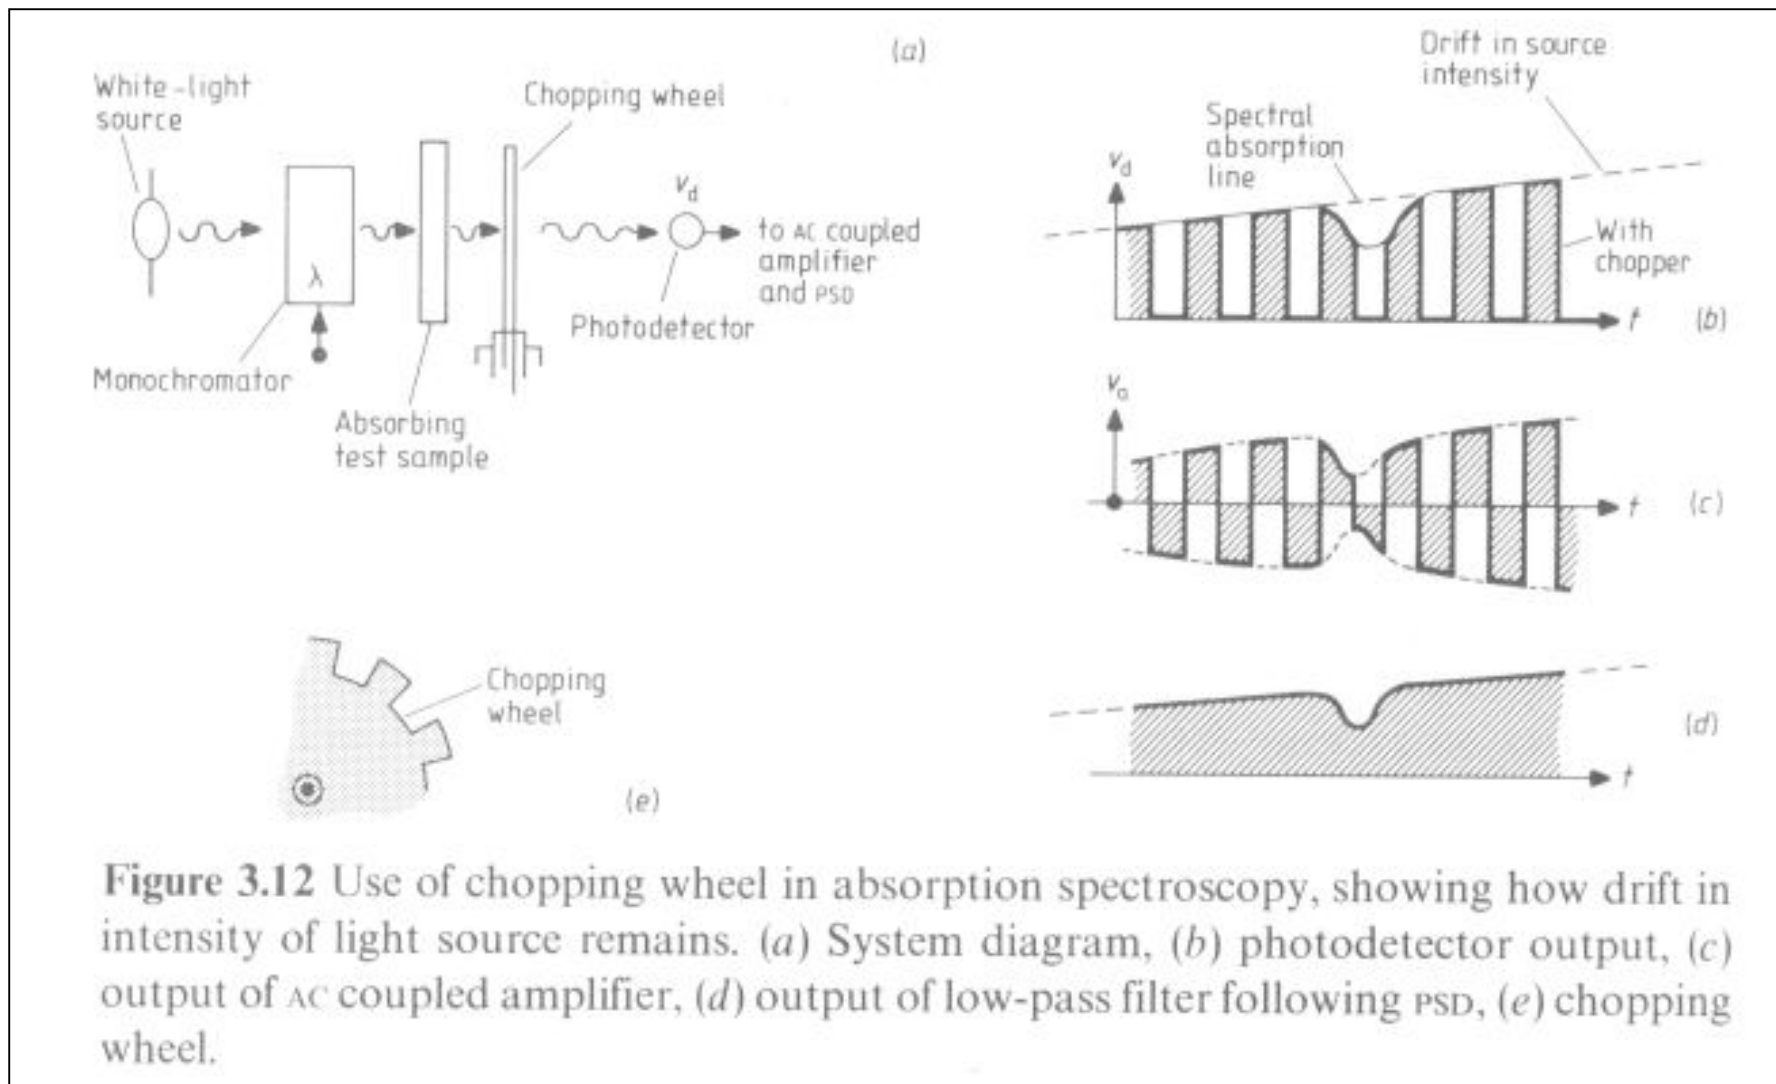 (a)
White-light
source
Chopping wheel
v_d
to AC coupled
amplifier
and PSD
Photodetector
λ
Monochromator
Absorbing
test sample
Drift in source
intensity
Spectral
absorption
line
v_d
With
chopper
t
(b)
v_a
t
(c)
(d)
t
Chopping
wheel
(e)
Figure 3.12 Use of chopping wheel in absorption spectroscopy, showing how drift in
intensity of light source remains. (a) System diagram, (b) photodetector output, (c)
output of AC coupled amplifier, (d) output of low-pass filter following PSD, (e) chopping
wheel.